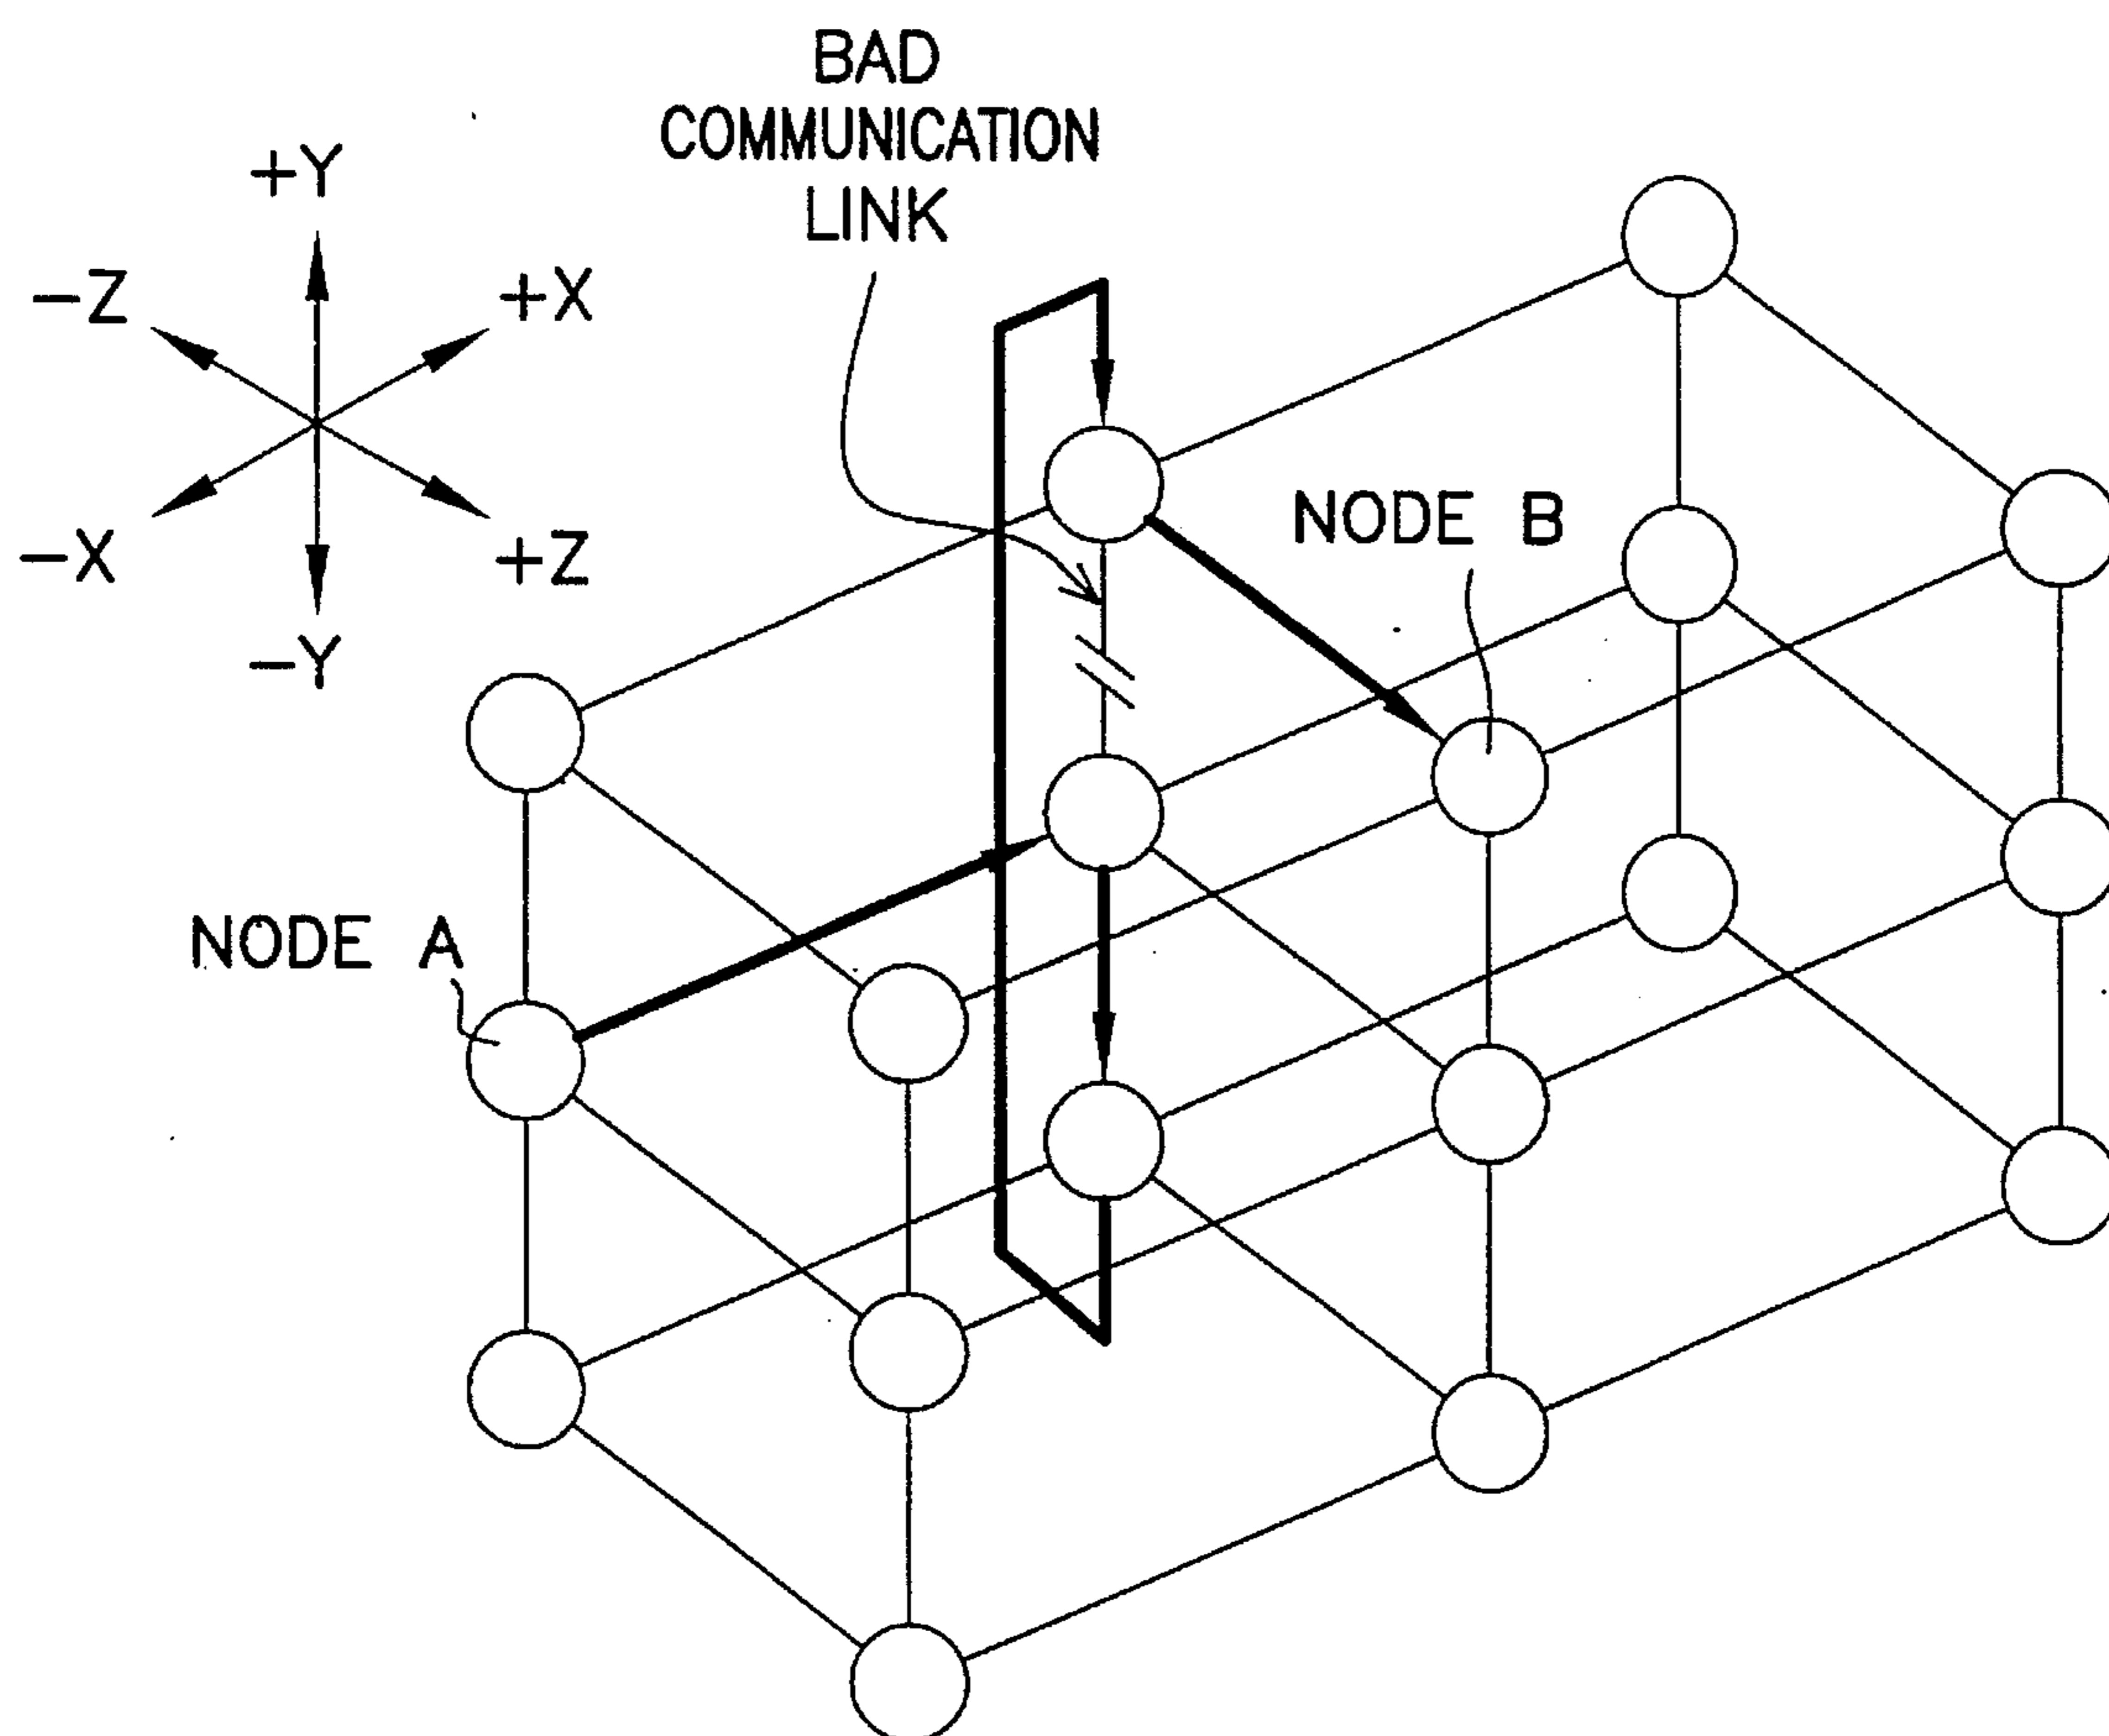 BAD
COMMUNICATION
LINK
+Y
-Z
+X
-X
+Z
-Y
NODE B
NODE A